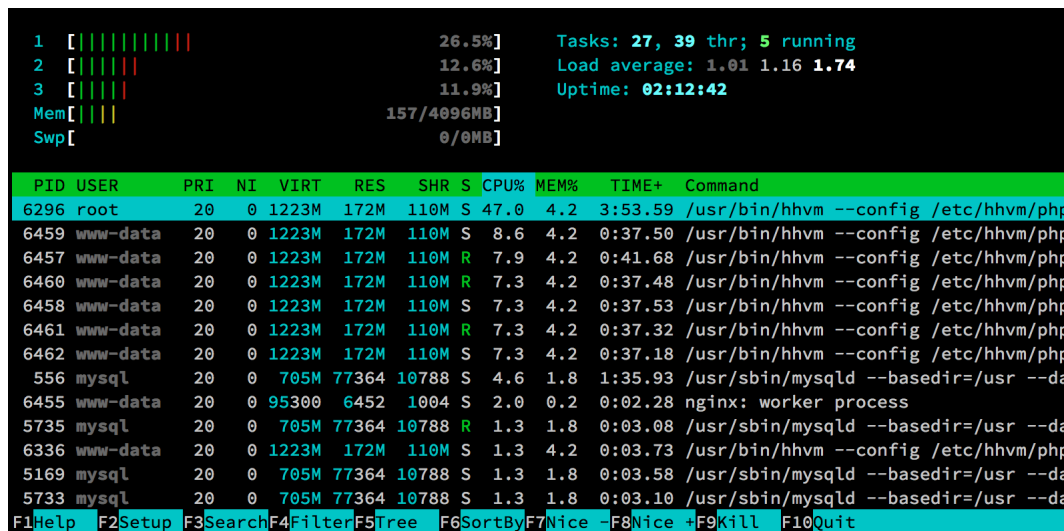 1 [|||||||||||26.5%] Tasks: 27, 39 thr; 5 running
2 [||||||12.6%] Load average: 1.01 1.16 1.74
3 [|||||11.9%] Uptime: 02:12:42
Mem[||||157/4096MB]
Swp[0/0MB]
PID USER PRI NI VIRT RES SHR S CPU% MEM% TIME+ Command
6296 root 20 0 1223M 172M 110M S 47.0 4.2 3:53.59 /usr/bin/hhvm --config /etc/hhvm/php
6459 www-data 20 0 1223M 172M 110M S 8.6 4.2 0:37.50 /usr/bin/hhvm --config /etc/hhvm/php
6457 www-data 20 0 1223M 172M 110M R 7.9 4.2 0:41.68 /usr/bin/hhvm --config /etc/hhvm/php
6460 www-data 20 0 1223M 172M 110M R 7.3 4.2 0:37.48 /usr/bin/hhvm --config /etc/hhvm/php
6458 www-data 20 0 1223M 172M 110M S 7.3 4.2 0:37.53 /usr/bin/hhvm --config /etc/hhvm/php
6461 www-data 20 0 1223M 172M 110M R 7.3 4.2 0:37.32 /usr/bin/hhvm --config /etc/hhvm/php
6462 www-data 20 0 1223M 172M 110M S 7.3 4.2 0:37.18 /usr/bin/hhvm --config /etc/hhvm/php
556 mysql 20 0 705M 77364 10788 S 4.6 1.8 1:35.93 /usr/sbin/mysqld --basedir=/usr --da
6455 www-data 20 0 95300 6452 1004 S 2.0 0.2 0:02.28 nginx: worker process
5735 mysql 20 0 705M 77364 10788 R 1.3 1.8 0:03.08 /usr/sbin/mysqld --basedir=/usr --da
6336 www-data 20 0 1223M 172M 110M S 1.3 4.2 0:03.73 /usr/bin/hhvm --config /etc/hhvm/php
5169 mysql 20 0 705M 77364 10788 S 1.3 1.8 0:03.58 /usr/sbin/mysqld --basedir=/usr --da
5733 mysql 20 0 705M 77364 10788 S 1.3 1.8 0:03.10 /usr/sbin/mysqld --basedir=/usr --da
F1Help F2Setup F3SearchF4FilterF5Tree F6SortByF7Nice -F8Nice +F9Kill F10Quit